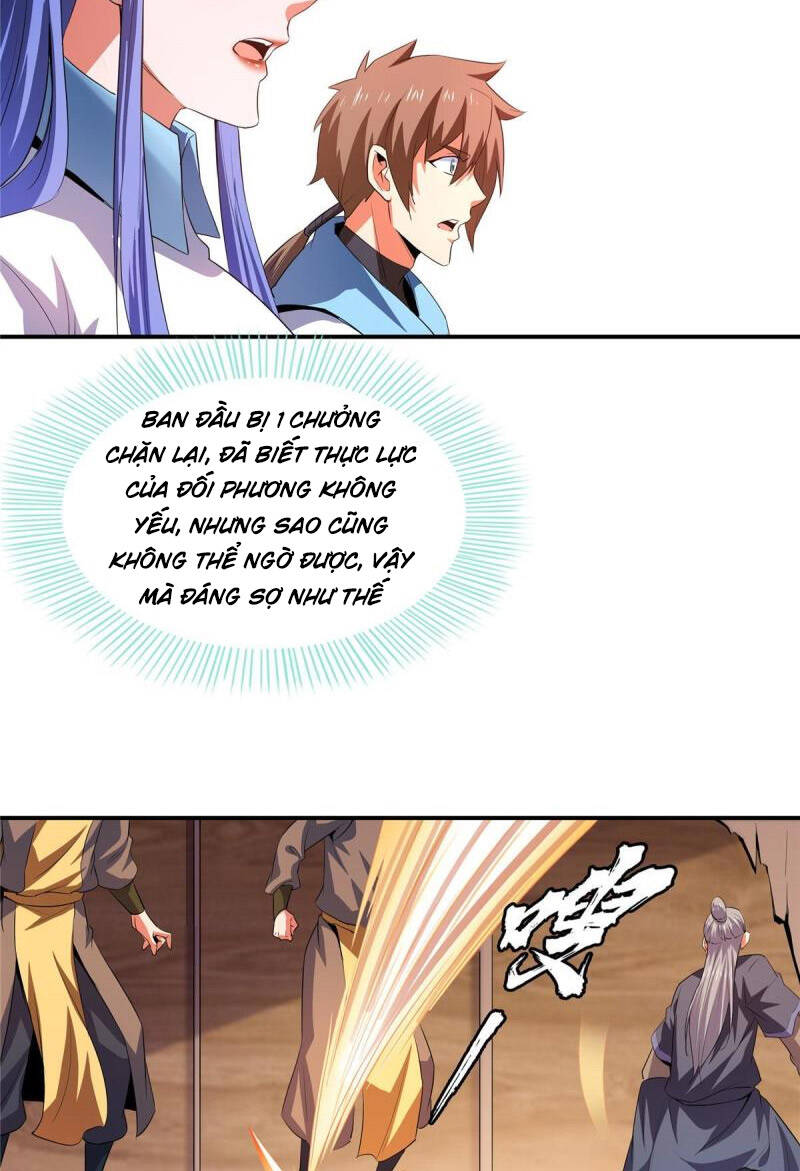 BAN ĐẦU BỊ 1 CHƯỞNG
CHẶN LẠI, ĐÃ BIẾT THỰC LỰC
CỦA ĐỐI PHƯƠNG KHÔNG
YẾU, NHƯNG SAO CŨNG
KHÔNG THỂ NGỜ ĐƯỢC, VẬY
MÀ ĐÁNG SỢ NHƯ THẾ